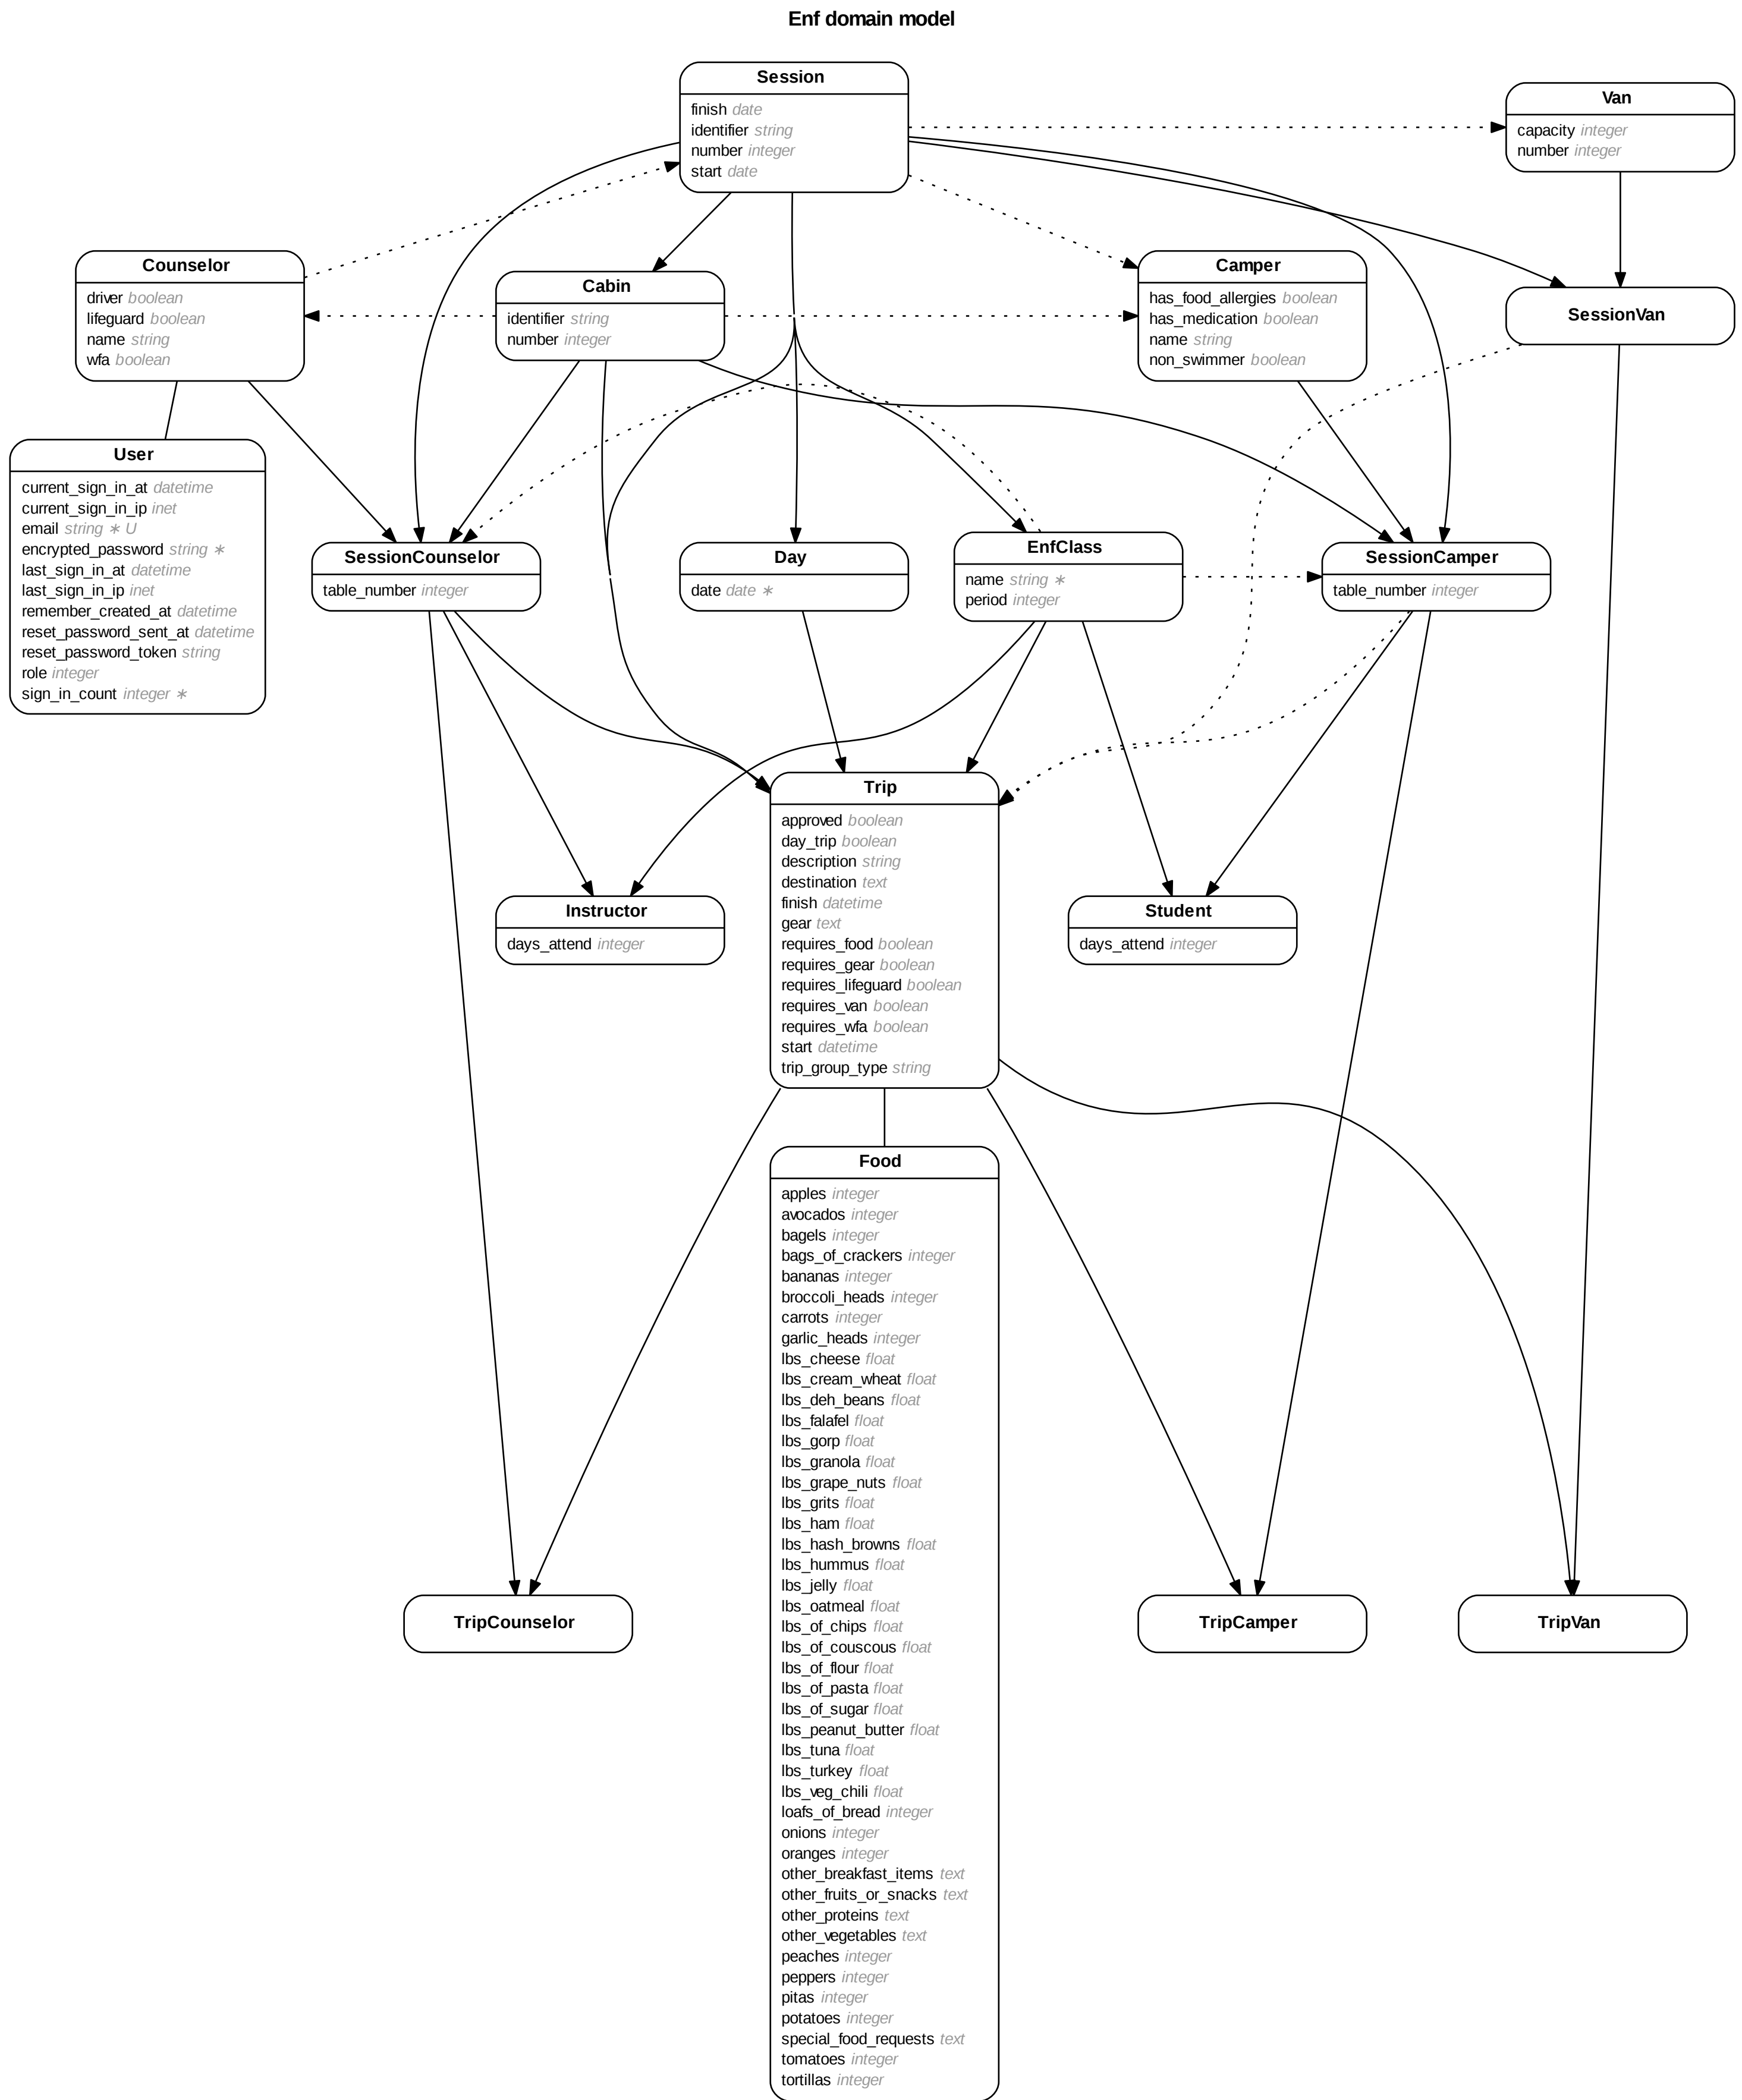 Enf domain model
Session
finish date
identifier string
number integer
start date
Van
capacity integer
number integer
Counselor
driver boolean
lifeguard boolean
name string
wfa boolean
Cabin
identifier string
number integer
Camper
has_food_allergies boolean
has_medication boolean
name string
non_swimmer boolean
SessionVan
User
current_sign_in_at datetime
current_sign_in_ip inet
email string ∗ U
encrypted_password string ∗
last_sign_in_at datetime
last_sign_in_ip inet
remember_created_at datetime
reset_password_sent_at datetime
reset_password_token string
role integer
sign_in_count integer ∗
SessionCounselor
table_number integer
Day
date date ∗
EnfClass
name string ∗
period integer
SessionCamper
table_number integer
Trip
approved boolean
day_trip boolean
description string
destination text
finish datetime
gear text
requires_food boolean
requires_gear boolean
requires_lifeguard boolean
requires_van boolean
requires_wfa boolean
start datetime
trip_group_type string
Instructor
days_attend integer
Student
days_attend integer
Food
apples integer
avocados integer
bagels integer
bags_of_crackers integer
bananas integer
broccoli_heads integer
carrots integer
garlic_heads integer
lbs_cheese float
lbs_cream_wheat float
lbs_deh_beans float
lbs_falafel float
lbs_gorp float
lbs_granola float
lbs_grape_nuts float
lbs_grits float
lbs_ham float
lbs_hash_browns float
lbs_hummus float
lbs_jelly float
lbs_oatmeal float
lbs_of_chips float
lbs_of_couscous float
lbs_of_flour float
lbs_of_pasta float
lbs_of_sugar float
lbs_peanut_butter float
lbs_tuna float
lbs_turkey float
lbs_veg_chili float
loafs_of_bread integer
onions integer
oranges integer
other_breakfast_items text
other_fruits_or_snacks text
other_proteins text
other_vegetables text
peaches integer
peppers integer
pitas integer
potatoes integer
special_food_requests text
tomatoes integer
tortillas integer
TripCounselor
TripCamper
TripVan